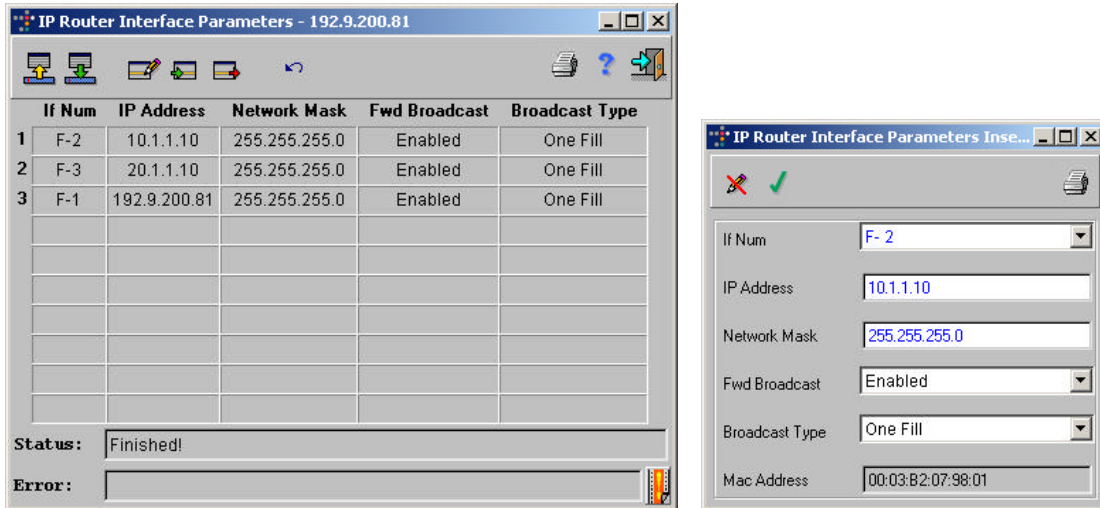 IP Router Interface Parameters - 192.9.200.81
If Num IP Address Network Mask Fwd Broadcast Broadcast Type
1 F-2 10.1.1.10 255.255.255.0 Enabled One Fill
2 F-3 20.1.1.10 255.255.255.0 Enabled One Fill
3 F-1 192.9.200.81 255.255.255.0 Enabled One Fill
Status: Finished!
Error:
IP Router Interface Parameters Inse...
If Num F- 2
IP Address 10.1.1.10
Network Mask 255.255.255.0
Fwd Broadcast Enabled
Broadcast Type One Fill
Mac Address 00:03:B2:07:98:01